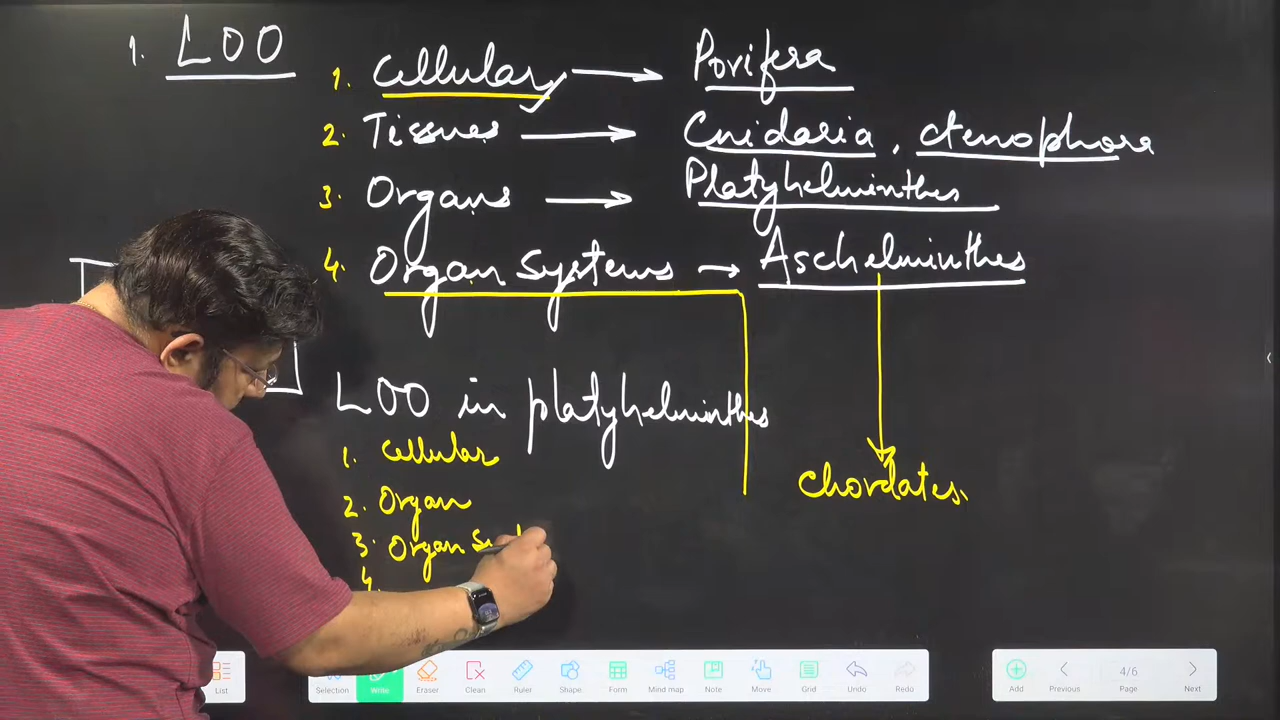 1. LOO
1. Cellular → Porifera
2. Tissues → Cnidaria, ctenophora
3. Organs → Platyhelminthes
4. Organ Systems → Aschelminthes
LOO in platyhelminthes
1. Cellular
2. Organ
3. Organ
4.
chordates.
List
Selection Write Eraser Clean Ruler Shape Form Mind map Note Move Grid Undo Redo
Add Previous 4/6 Page Next